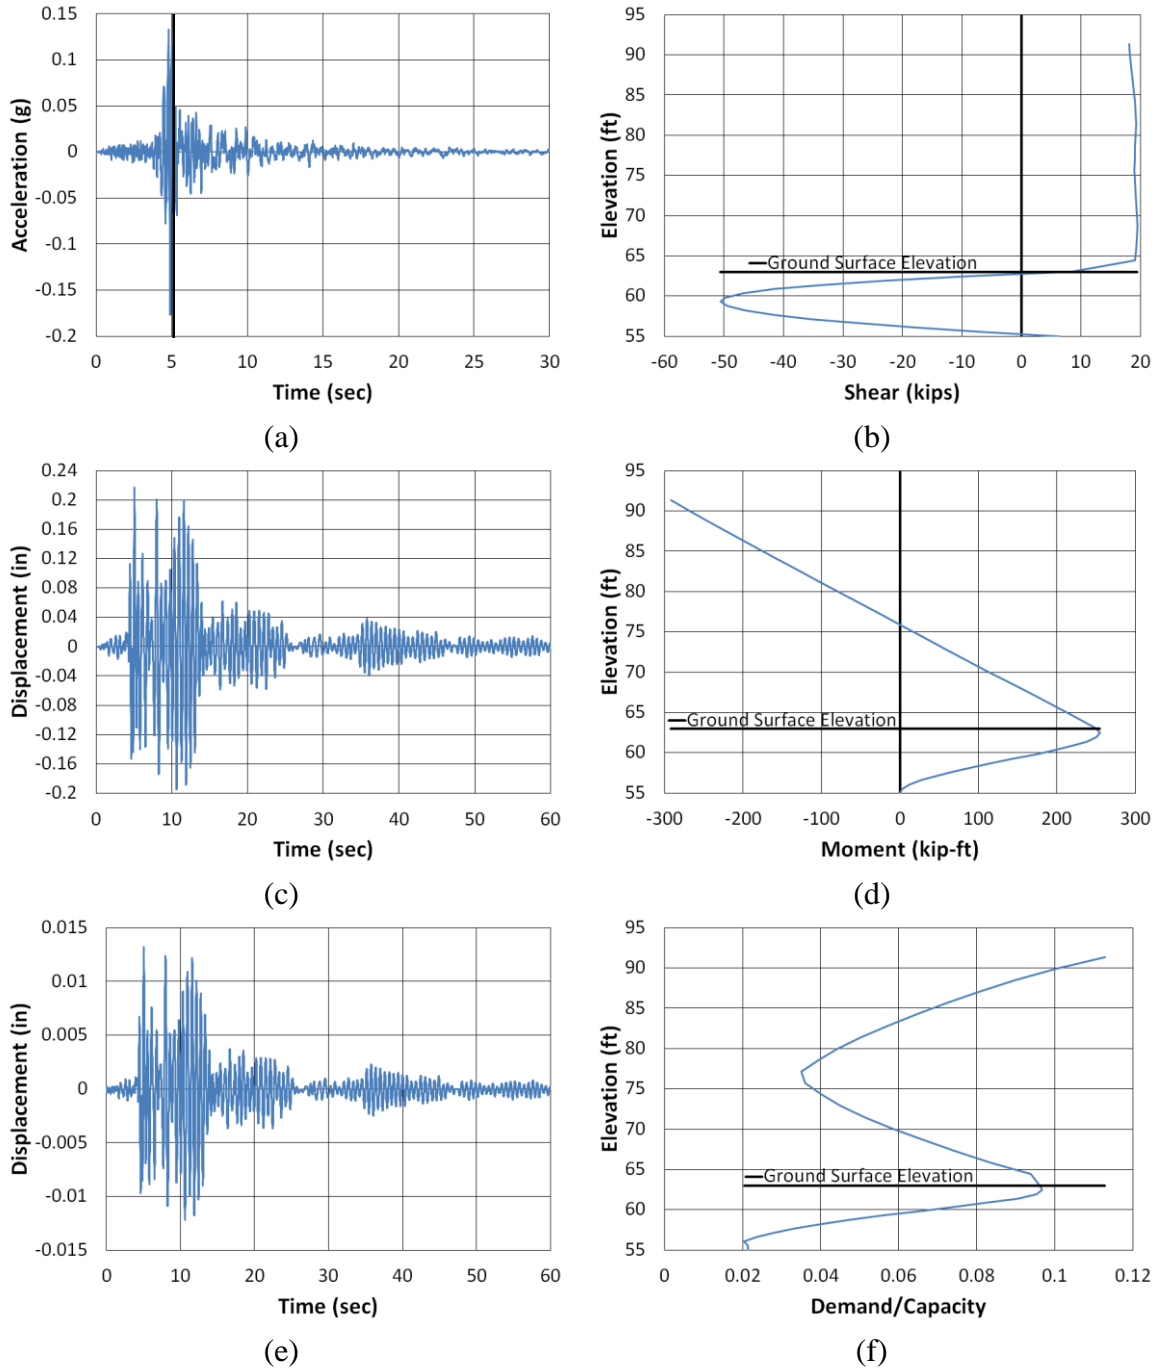 0.15
0.1
0.05
0
-0.05
-0.1
-0.15
-0.2
Acceleration (g)
0 5 10 15 20 25 30
Time (sec)
(a)
95
90
85
80
75
70
65
60
55
Elevation (ft)
Ground Surface Elevation
-60 -50 -40 -30 -20 -10 0 10 20
Shear (kips)
(b)
0.24
0.2
0.16
0.12
0.08
0.04
0
-0.04
-0.08
-0.12
-0.16
-0.2
Displacement (in)
0 10 20 30 40 50 60
Time (sec)
(c)
95
90
85
80
75
70
65
60
55
Elevation (ft)
Ground Surface Elevation
-300 -200 -100 0 100 200 300
Moment (kip-ft)
(d)
0.015
0.01
0.005
0
-0.005
-0.01
-0.015
Displacement (in)
0 10 20 30 40 50 60
Time (sec)
(e)
95
90
85
80
75
70
65
60
55
Elevation (ft)
Ground Surface Elevation
0 0.02 0.04 0.06 0.08 0.1 0.12
Demand/Capacity
(f)